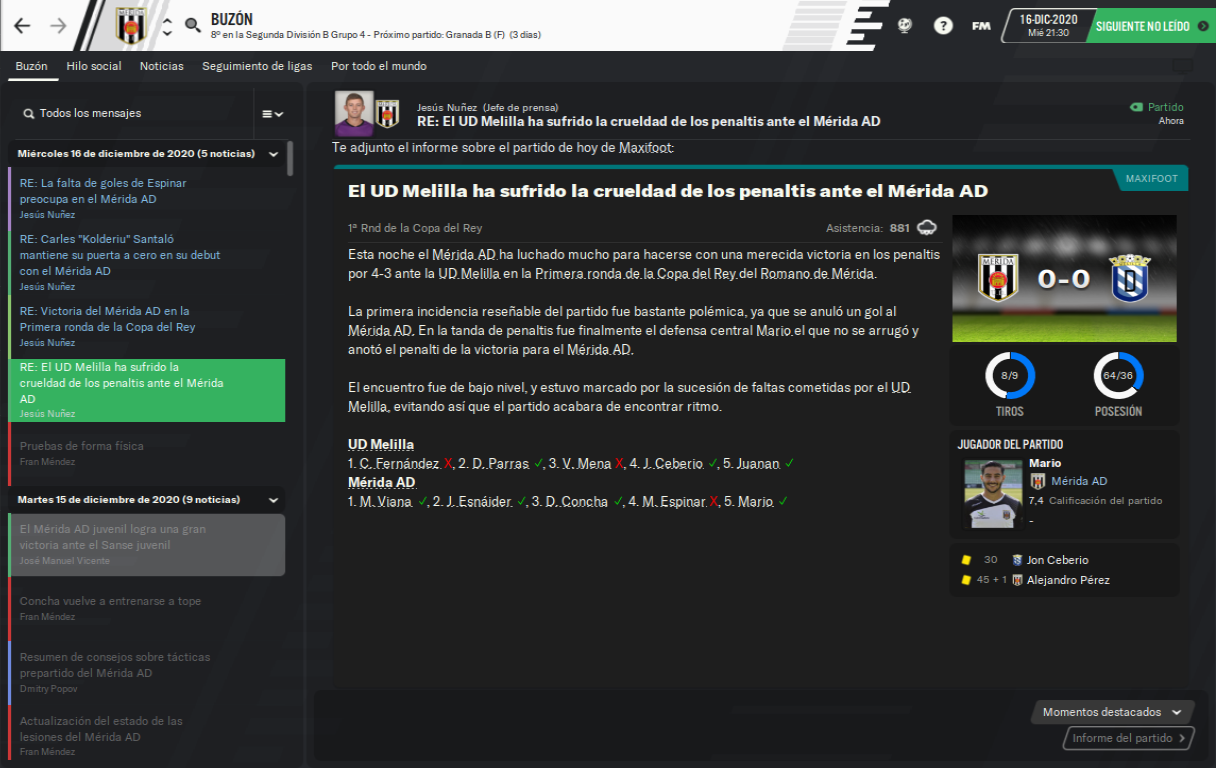 BUZÓN
8º en la Segunda División B Grupo 4 - Próximo partido: Granada B (F) (3 días)
FM
16-DIC-2020
Mié 21:30
SIGUIENTE NO LEÍDO
Buzón Hilo social Noticias Seguimiento de ligas Por todo el mundo
Todos los mensajes
Miércoles 16 de diciembre de 2020 (5 noticias)
RE: La falta de goles de Espinar
preocupa en el Mérida AD
Jesús Nuñez
RE: Carles "Kolderiu" Santaló
mantiene su puerta a cero en su debut
con el Mérida AD
Jesús Nuñez
RE: Victoria del Mérida AD en la
Primera ronda de la Copa del Rey
Jesús Nuñez
RE: El UD Melilla ha sufrido la
crueldad de los penaltis ante el Mérida
AD
Jesús Nuñez
Pruebas de forma física
Fran Méndez
Martes 15 de diciembre de 2020 (9 noticias)
El Mérida AD juvenil logra una gran
victoria ante el Sanse juvenil
José Manuel Vicente
Concha vuelve a entrenarse a tope
Fran Méndez
Resumen de consejos sobre tácticas
prepartido del Mérida AD
Dmitry Popov
Actualización del estado de las
lesiones del Mérida AD
Fran Méndez
Jesús Nuñez (Jefe de prensa)
RE: El UD Melilla ha sufrido la crueldad de los penaltis ante el Mérida AD
Partido
Ahora
Te adjunto el informe sobre el partido de hoy de Maxifoot:
MAXIFOOT
El UD Melilla ha sufrido la crueldad de los penaltis ante el Mérida AD
1ª Rnd de la Copa del Rey
Asistencia: 881
Esta noche el Mérida AD ha luchado mucho para hacerse con una merecida victoria en los penaltis
por 4-3 ante la UD Melilla en la Primera ronda de la Copa del Rey del Romano de Mérida.
La primera incidencia reseñable del partido fue bastante polémica, ya que se anuló un gol al
Mérida AD. En la tanda de penaltis fue finalmente el defensa central Mario el que no se arrugó y
anotó el penalti de la victoria para el Mérida AD.
El encuentro fue de bajo nivel, y estuvo marcado por la sucesión de faltas cometidas por el UD
Melilla, evitando así que el partido acabara de encontrar ritmo.
UD Melilla
1. C. Fernández X, 2. D. Parras ✓, 3. V. Mena X, 4. J. Ceberio ✓, 5. Juanan ✓
Mérida AD
1. M. Viana ✓, 2. J. Esnáider ✓, 3. D. Concha ✓, 4. M. Espinar X, 5. Mario ✓
MÉRIDA
0-0
8/9
TIROS
64/36
POSESIÓN
JUGADOR DEL PARTIDO
Mario
Mérida AD
7,4 Calificación del partido
-
30 Jon Ceberio
45 + 1 Alejandro Pérez
Momentos destacados
Informe del partido